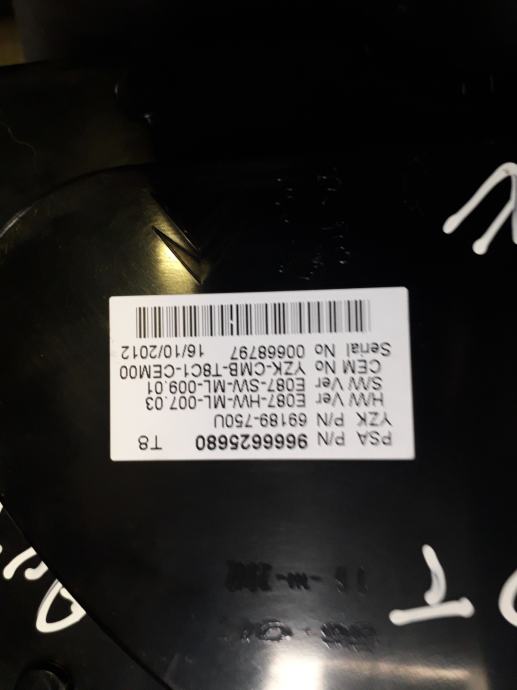 PSA P/N 9666625680 T8
YZK P/N 69189-750U
H/W Ver E087-HW-ML-007.03
S/W Ver E087-SW-ML-009.01
CEM No YZK-CMB-T8C1-CEM00
Serial No 00668797 16/10/2012